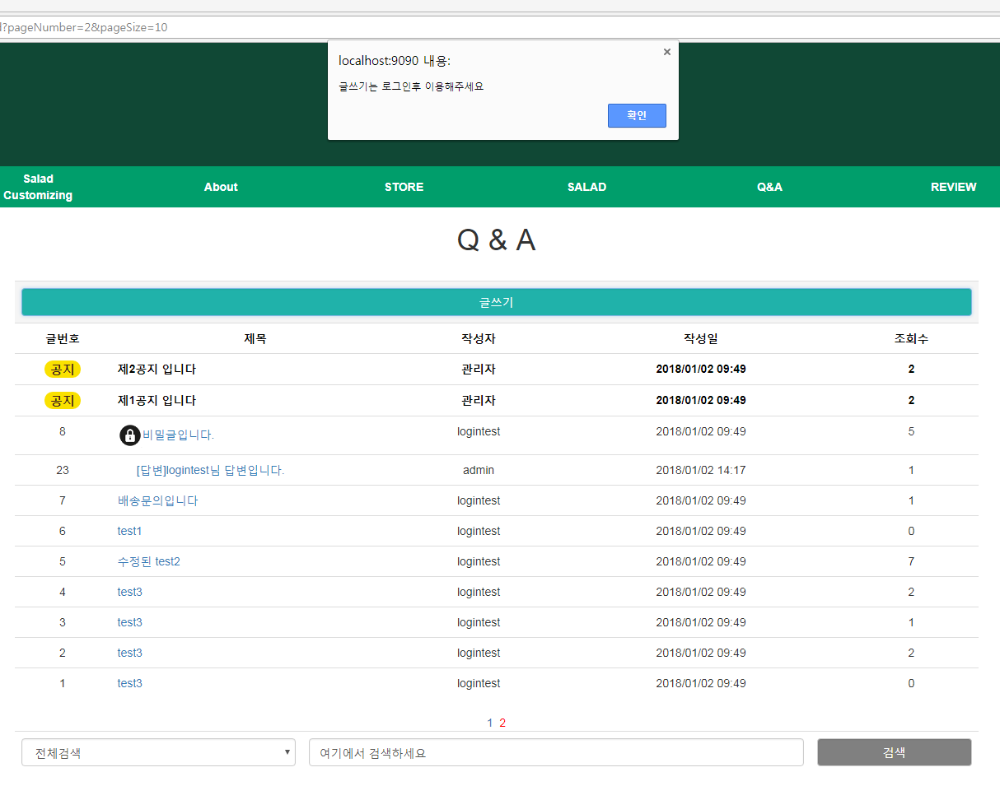 ?pageNumber=2&pageSize=10
localhost:9090 내용:
×
글쓰기는 로그인후 이용해주세요
확인
Salad Customizing About STORE SALAD Q&A REVIEW
Q & A
글쓰기
글번호 제목 작성자 작성일 조회수
공지 제2공지 입니다 관리자 2018/01/02 09:49 2
공지 제1공지 입니다 관리자 2018/01/02 09:49 2
8 비밀글입니다. logintest 2018/01/02 09:49 5
23 [답변]logintest님 답변입니다. admin 2018/01/02 14:17 1
7 배송문의입니다 logintest 2018/01/02 09:49 1
6 test1 logintest 2018/01/02 09:49 0
5 수정된 test2 logintest 2018/01/02 09:49 7
4 test3 logintest 2018/01/02 09:49 2
3 test3 logintest 2018/01/02 09:49 1
2 test3 logintest 2018/01/02 09:49 2
1 test3 logintest 2018/01/02 09:49 0
1 2
전체검색 여기에서 검색하세요 검색